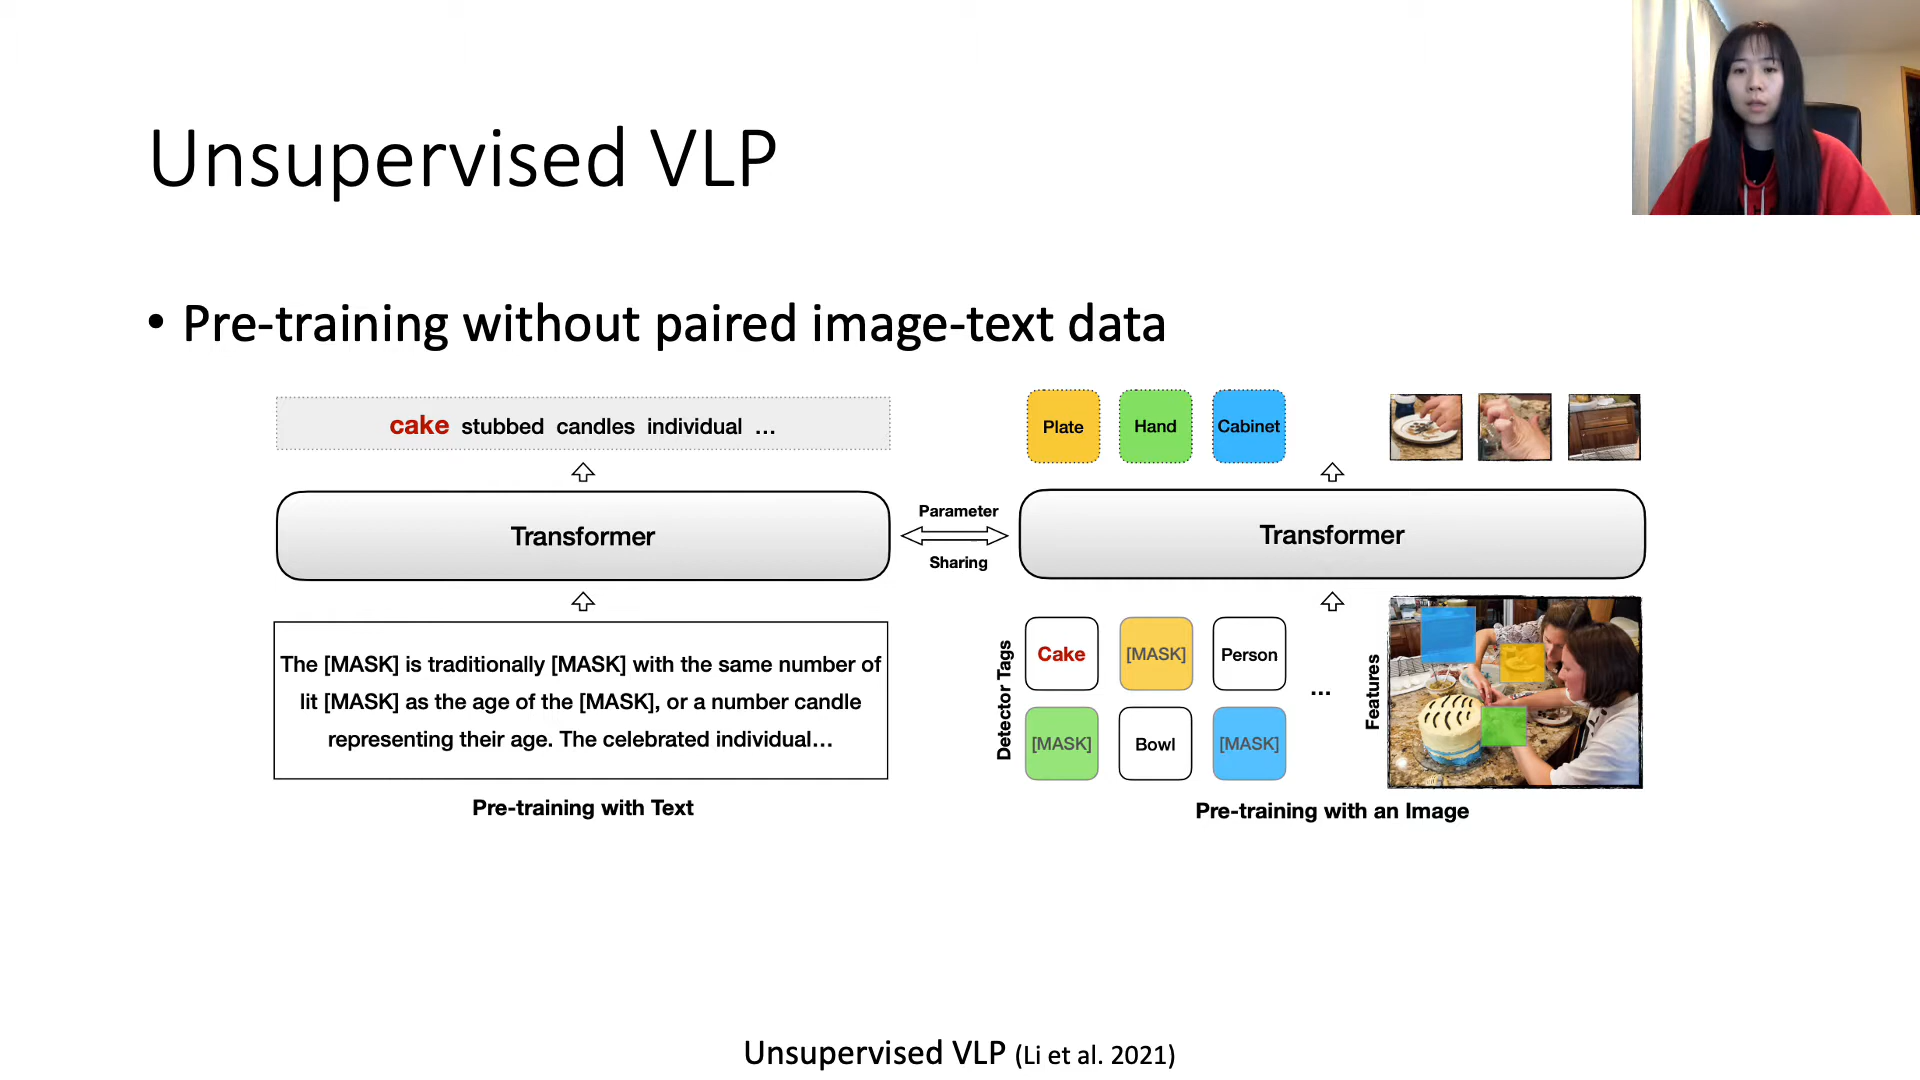 Unsupervised VLP
• Pre-training without paired image-text data
cake stubbed candles individual ...
Transformer
The [MASK] is traditionally [MASK] with the same number of
lit [MASK] as the age of the [MASK], or a number candle
representing their age. The celebrated individual...
Pre-training with Text
Parameter
Sharing
Plate Hand Cabinet
Transformer
Detector Tags
Cake [MASK] Person
[MASK] Bowl [MASK]
...
Features
Pre-training with an Image
Unsupervised VLP (Li et al. 2021)